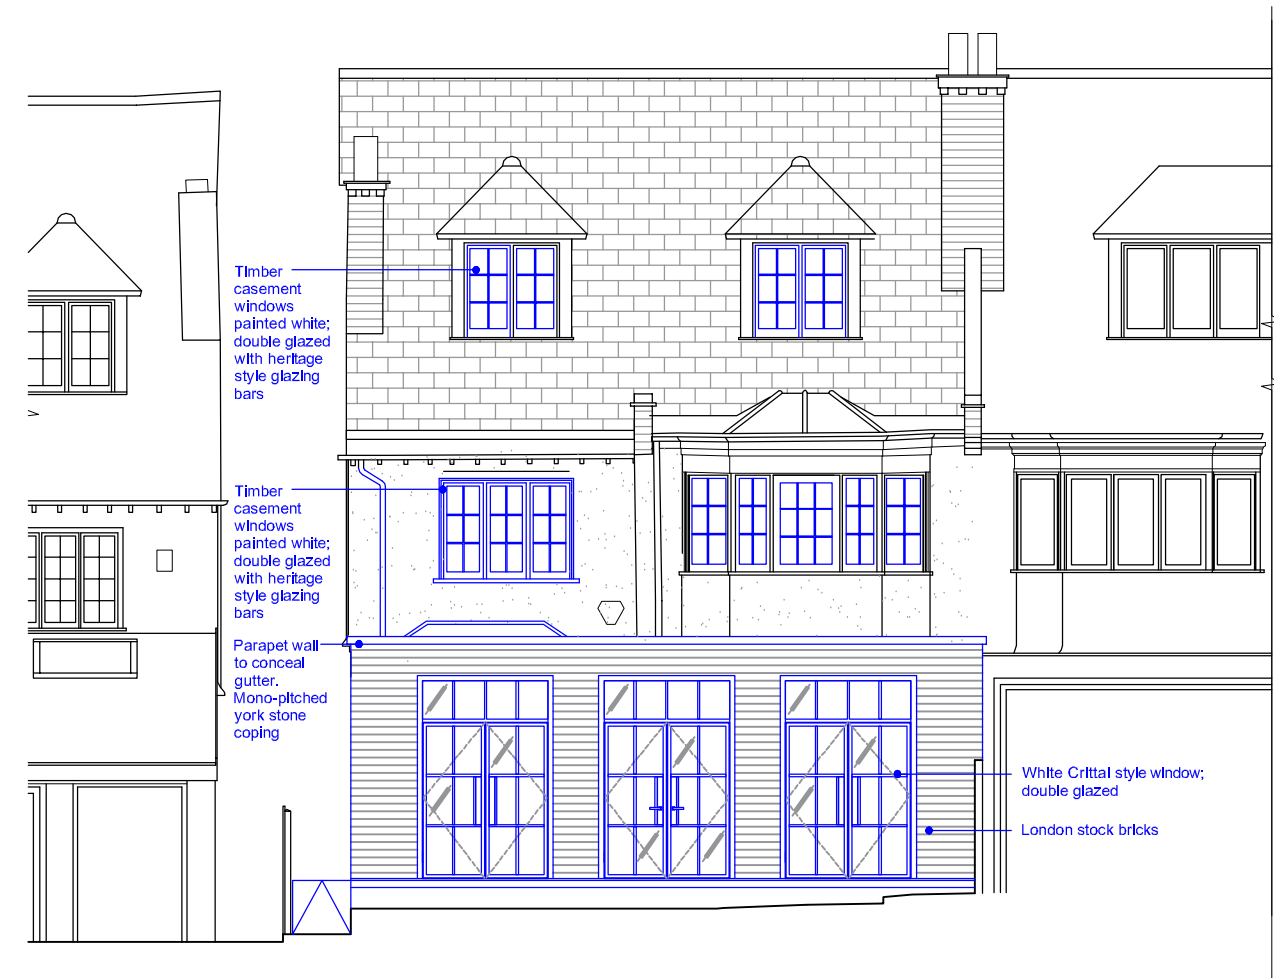 Timber
casement
windows
painted white;
double glazed
with heritage
style glazing
bars
Timber
casement
windows
painted white;
double glazed
with heritage
style glazing
bars
Parapet wall
to conceal
gutter.
Mono-pitched
york stone
coping
White Crittal style window;
double glazed
London stock bricks